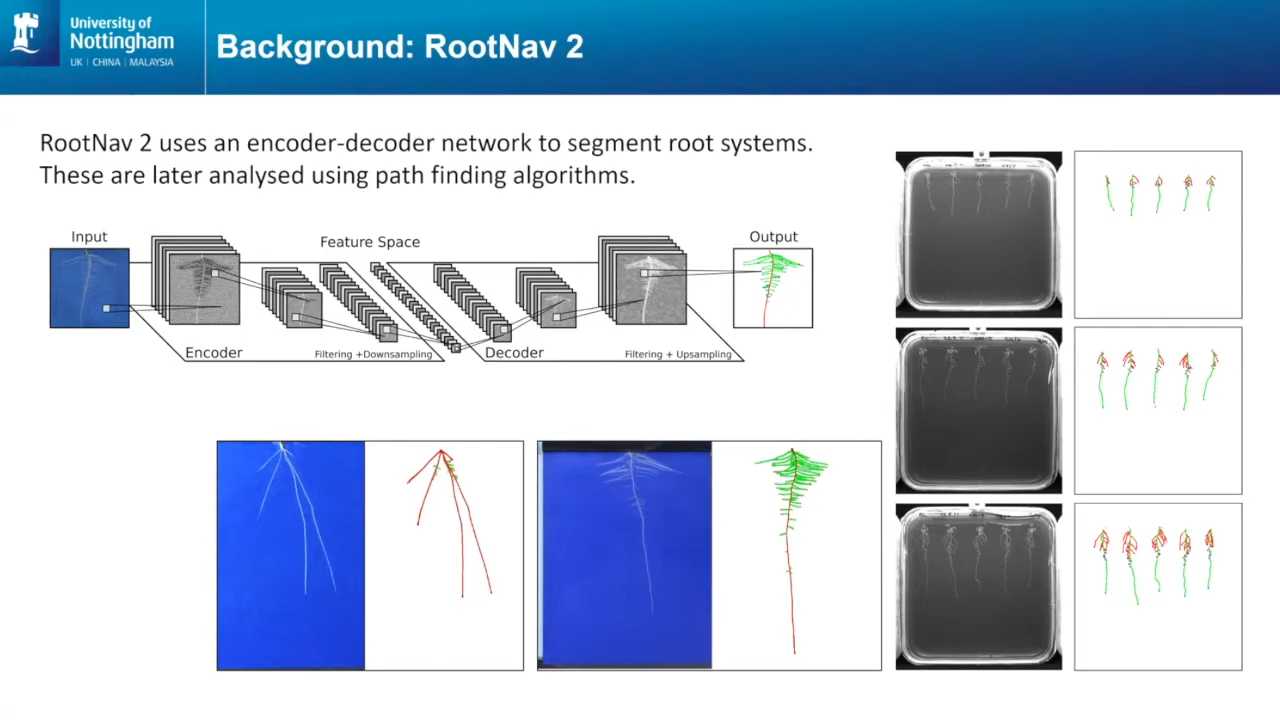 University of
Nottingham
UK | CHINA | MALAYSIA
Background: RootNav 2
RootNav 2 uses an encoder-decoder network to segment root systems.
These are later analysed using path finding algorithms.
Input
Feature Space
Output
Encoder
Filtering +Downsampling
Decoder
Filtering + Upsampling